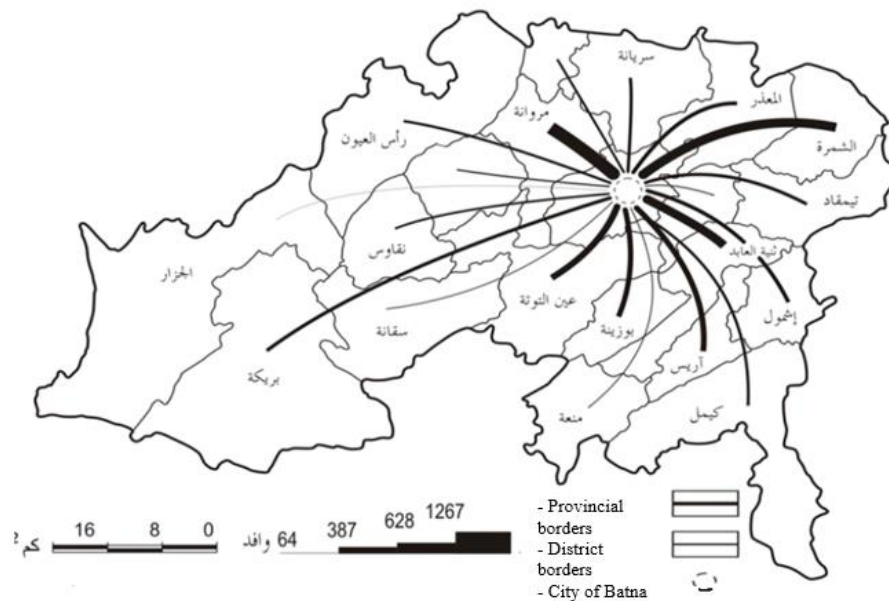 سريانة
المعذر
مروانة
الشمرة
رأس العيون
تيمقاد
نقاوس
ثنية العابد
الجزار
عين التوتة
إشمول
سقانة
بوزينة
آريس
بريكة
منعة
كيمل
16 8 0
كم
64 387 628 1267
وافد
- Provincial
borders
- District
borders
- City of Batna